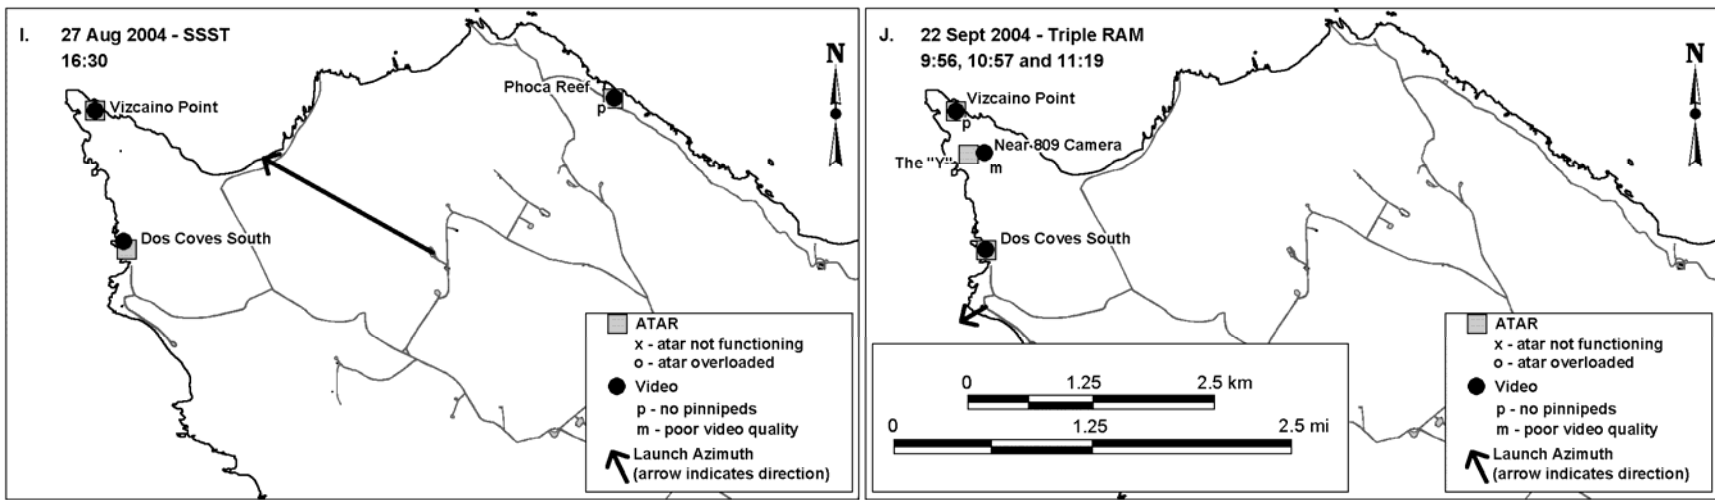 I. 27 Aug 2004 - SSST
16:30
N
Phoca Reef
p
Vizcaino Point
Dos Coves South
ATAR
x - atar not functioning
o - atar overloaded
Video
p - no pinnipeds
m - poor video quality
Launch Azimuth
(arrow indicates direction)
J. 22 Sept 2004 - Triple RAM
9:56, 10:57 and 11:19
N
Vizcaino Point
p
Near 809 Camera
The "Y"
m
Dos Coves South
0 1.25 2.5 km
0 1.25 2.5 mi
ATAR
x - atar not functioning
o - atar overloaded
Video
p - no pinnipeds
m - poor video quality
Launch Azimuth
(arrow indicates direction)